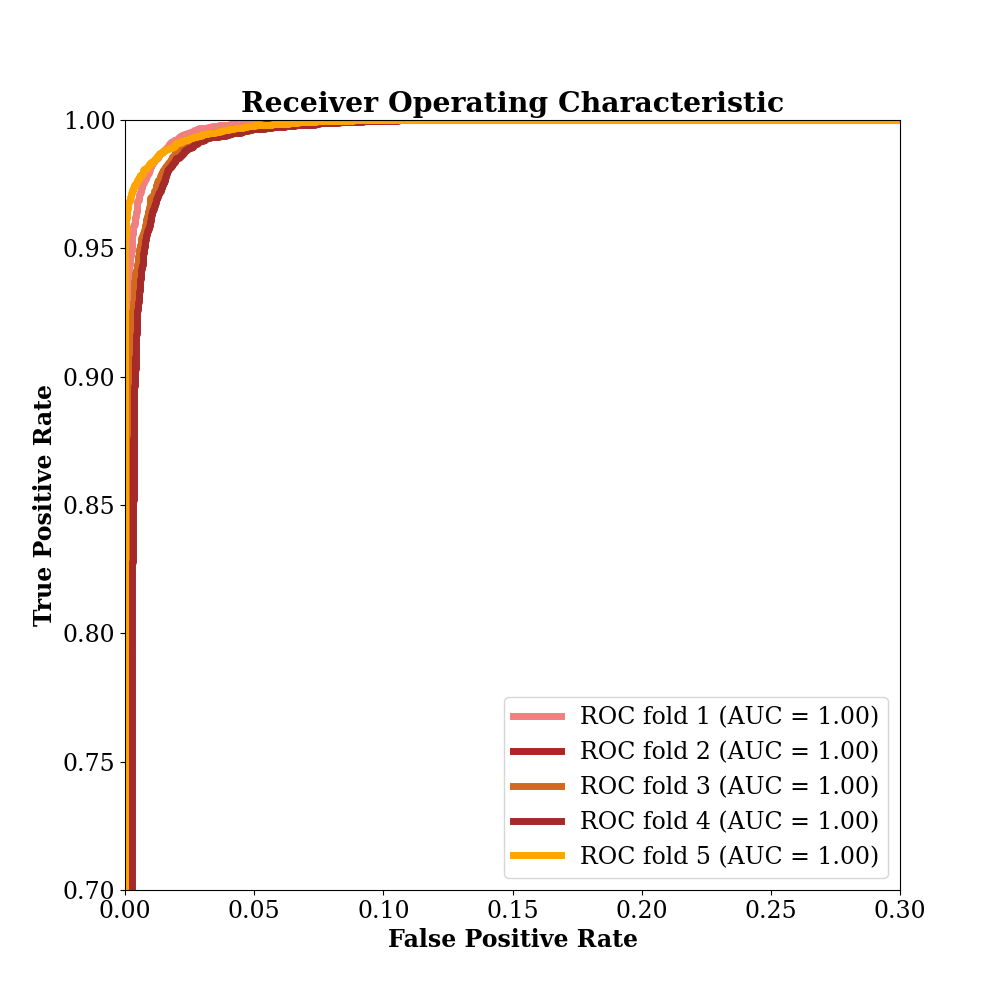 Receiver Operating Characteristic
1.00
0.95
0.90
0.85
0.80
0.75
0.70
True Positive Rate
ROC fold 1 (AUC = 1.00)
ROC fold 2 (AUC = 1.00)
ROC fold 3 (AUC = 1.00)
ROC fold 4 (AUC = 1.00)
ROC fold 5 (AUC = 1.00)
0.00 0.05 0.10 0.15 0.20 0.25 0.30
False Positive Rate